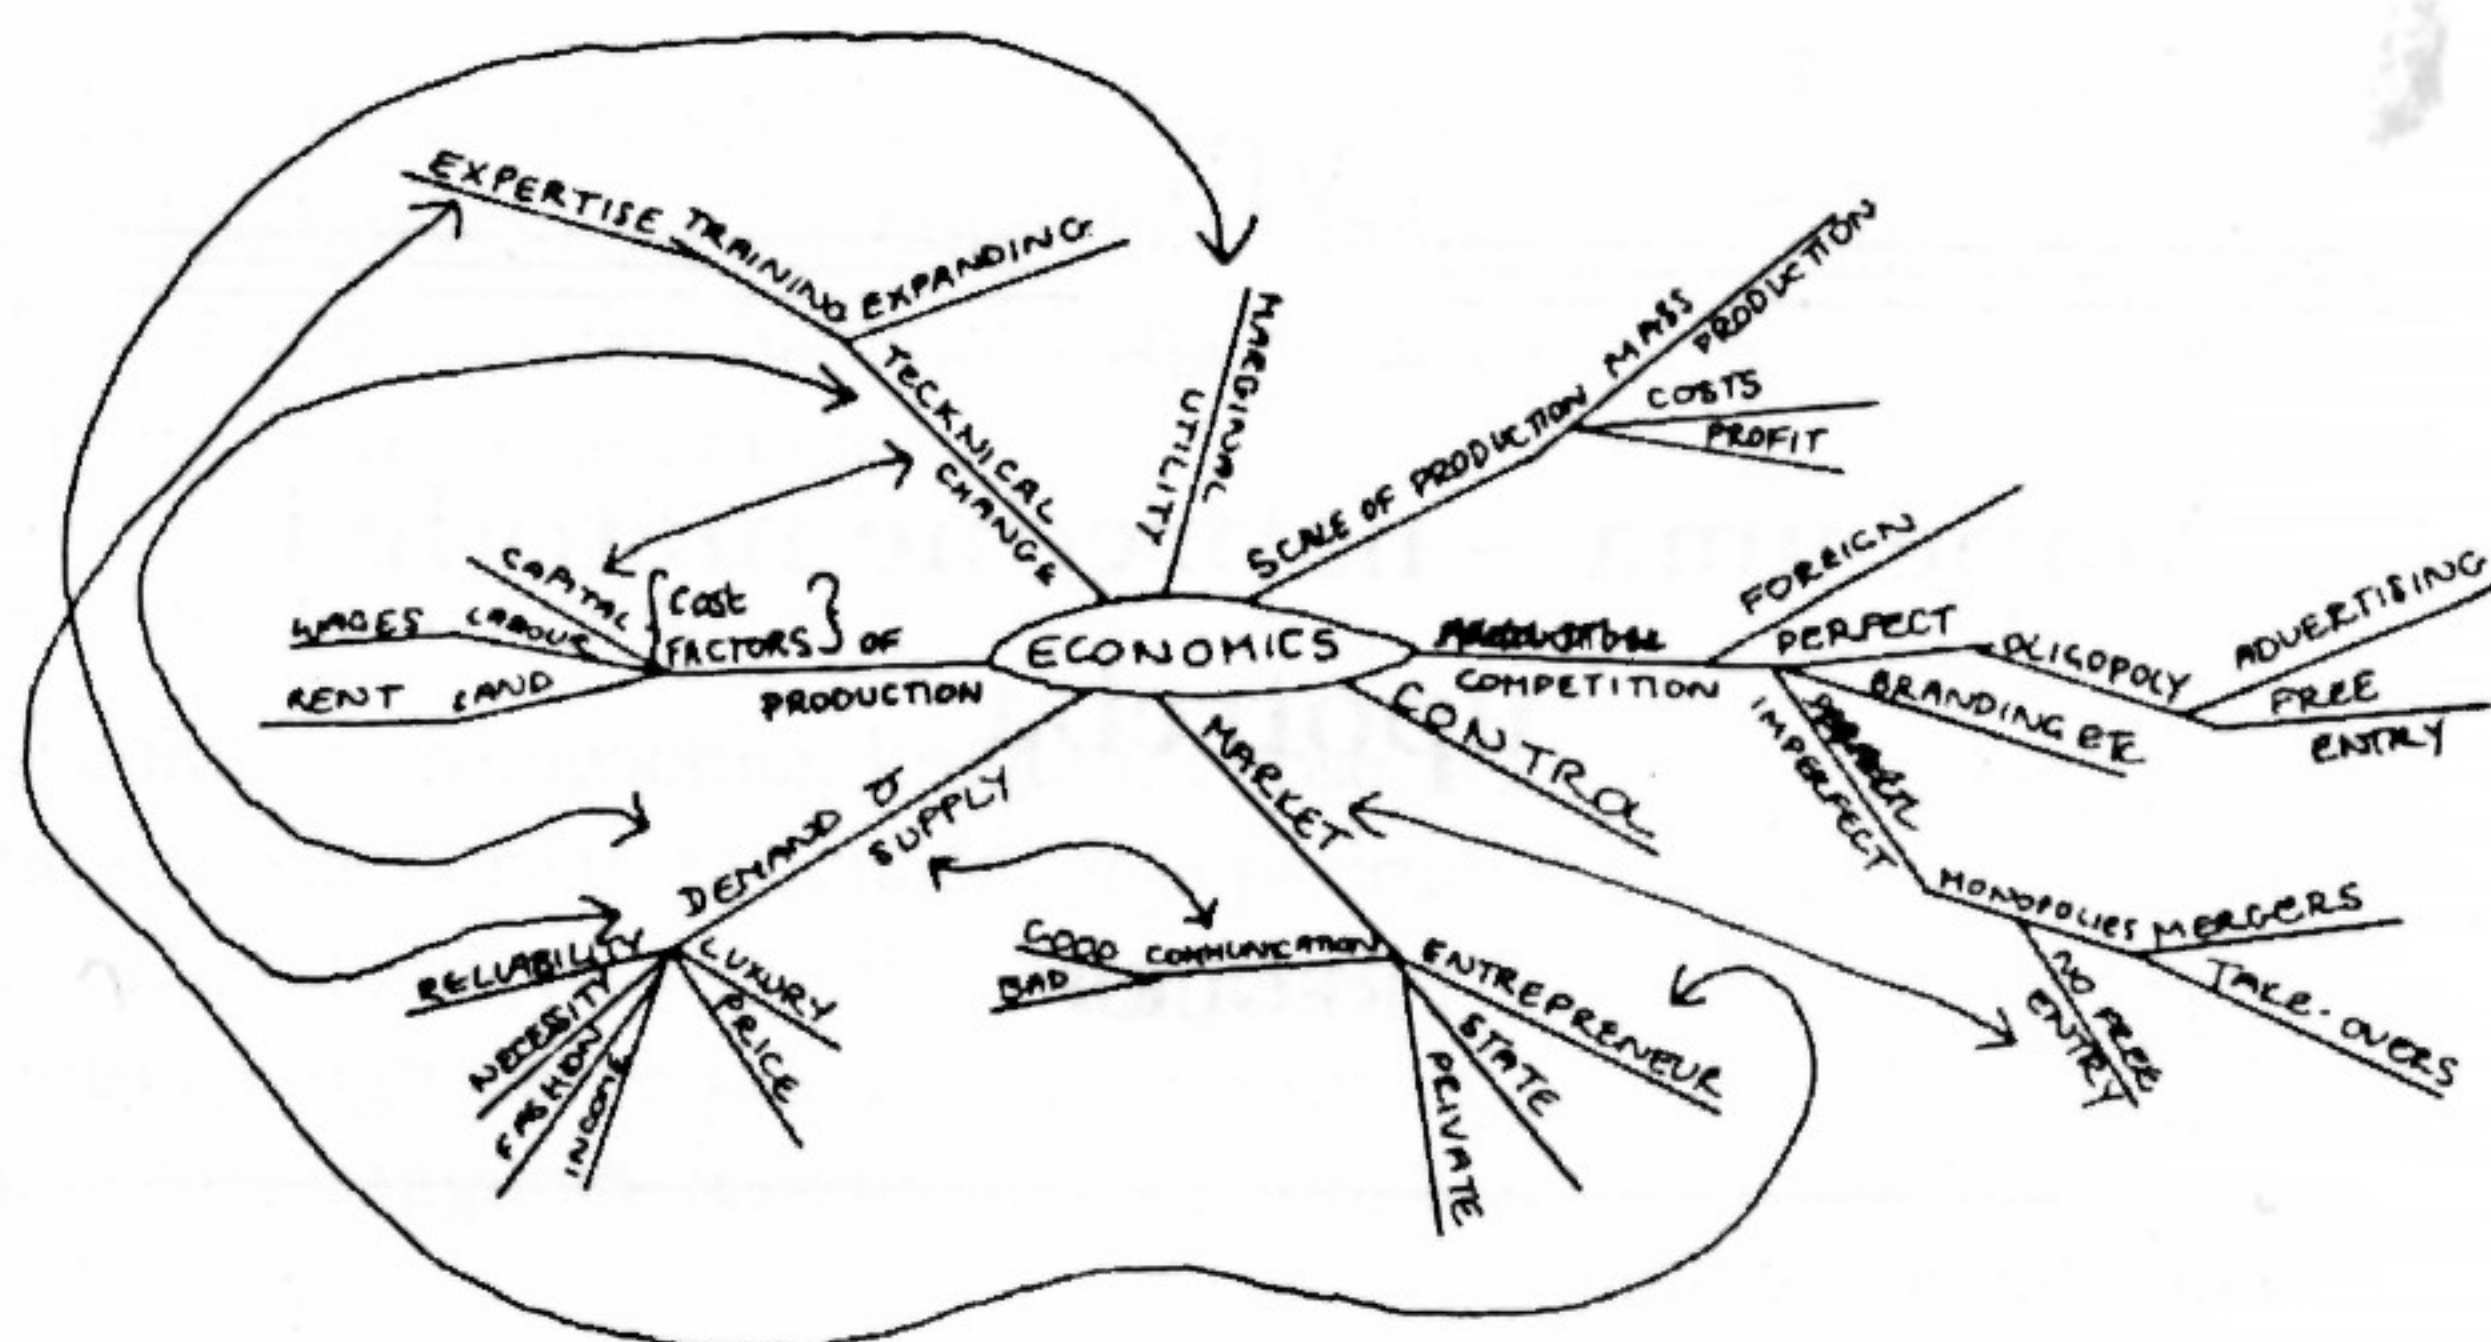 EXPERTISE TRAINING
EXPANDING
TECKNICAL
CHANGE
MARGINAL
UTILITY
SCALE OF PRODUCTION
MASS
PRODUCTION
COSTS
PROFIT
ECONOMICS
COMPETITION
FOREIGN
PERFECT
OLIGOPOLY
ADVERTISING
FREE
ENTRY
BRANDING ETC
IMPERFECT
MONOPOLIES
MERGERS
TAKE-OVERS
NO FREE
ENTRY
CONTROL
MARKET
COMMUNICATION
GOOD
BAD
ENTREPRENEUR
STATE
PRIVATE
DEMAND &
SUPPLY
RELIABILITY
NECESSITY
FASHION
INCOME
PRICE
LUXURY
{Cost
FACTORS} OF
PRODUCTION
CAPITAL
WAGES LABOUR
RENT LAND